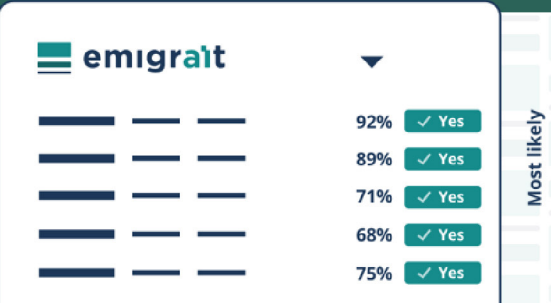 emigrait
92% Yes
89% Yes
71% Yes
68% Yes
75% Yes
Most likely